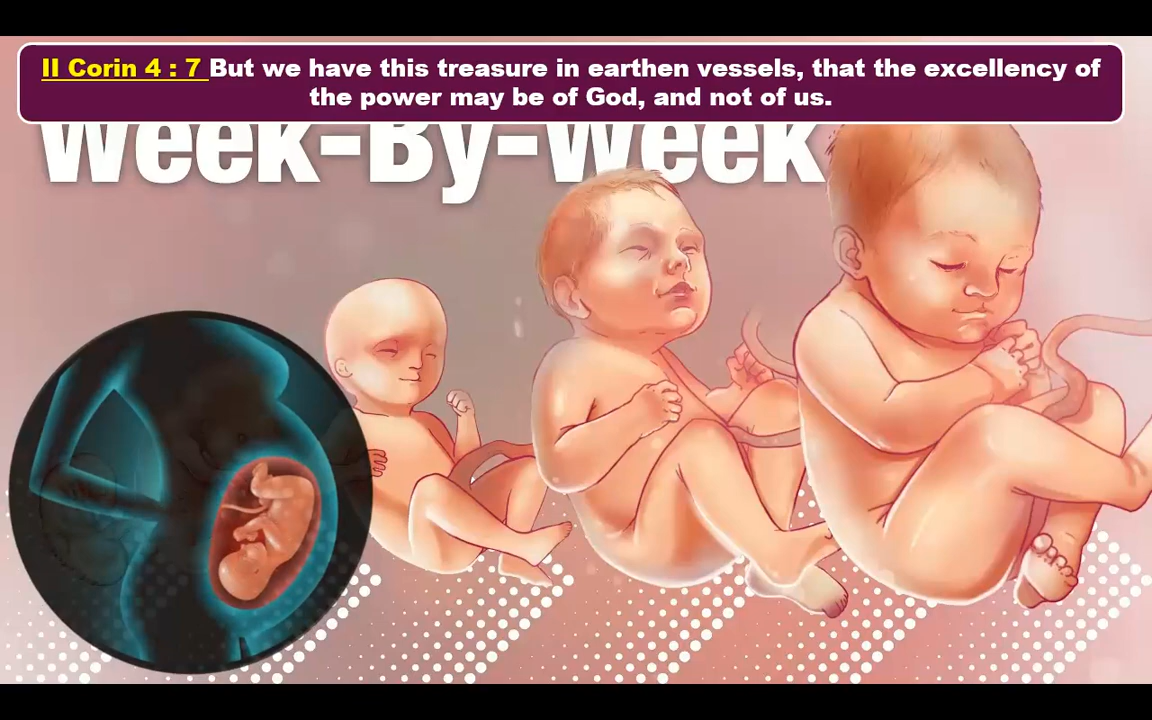 II Corin 4 : 7 But we have this treasure in earthen vessels, that the excellency of
the power may be of God, and not of us.
Week-By-Week